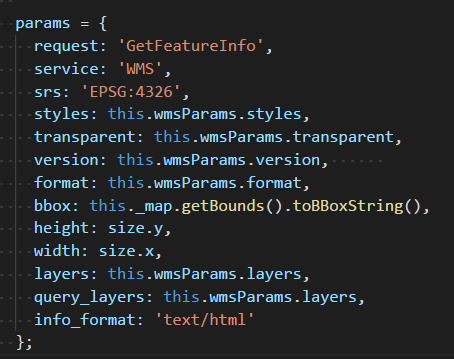 params = {
request: 'GetFeatureInfo',
service: 'WMS',
srs: 'EPSG:4326',
styles: this.wmsParams.styles,
transparent: this.wmsParams.transparent,
version: this.wmsParams.version,
format: this.wmsParams.format,
bbox: this._map.getBounds().toBBoxString(),
height: size.y,
width: size.x,
layers: this.wmsParams.layers,
query_layers: this.wmsParams.layers,
info_format: 'text/html'
};